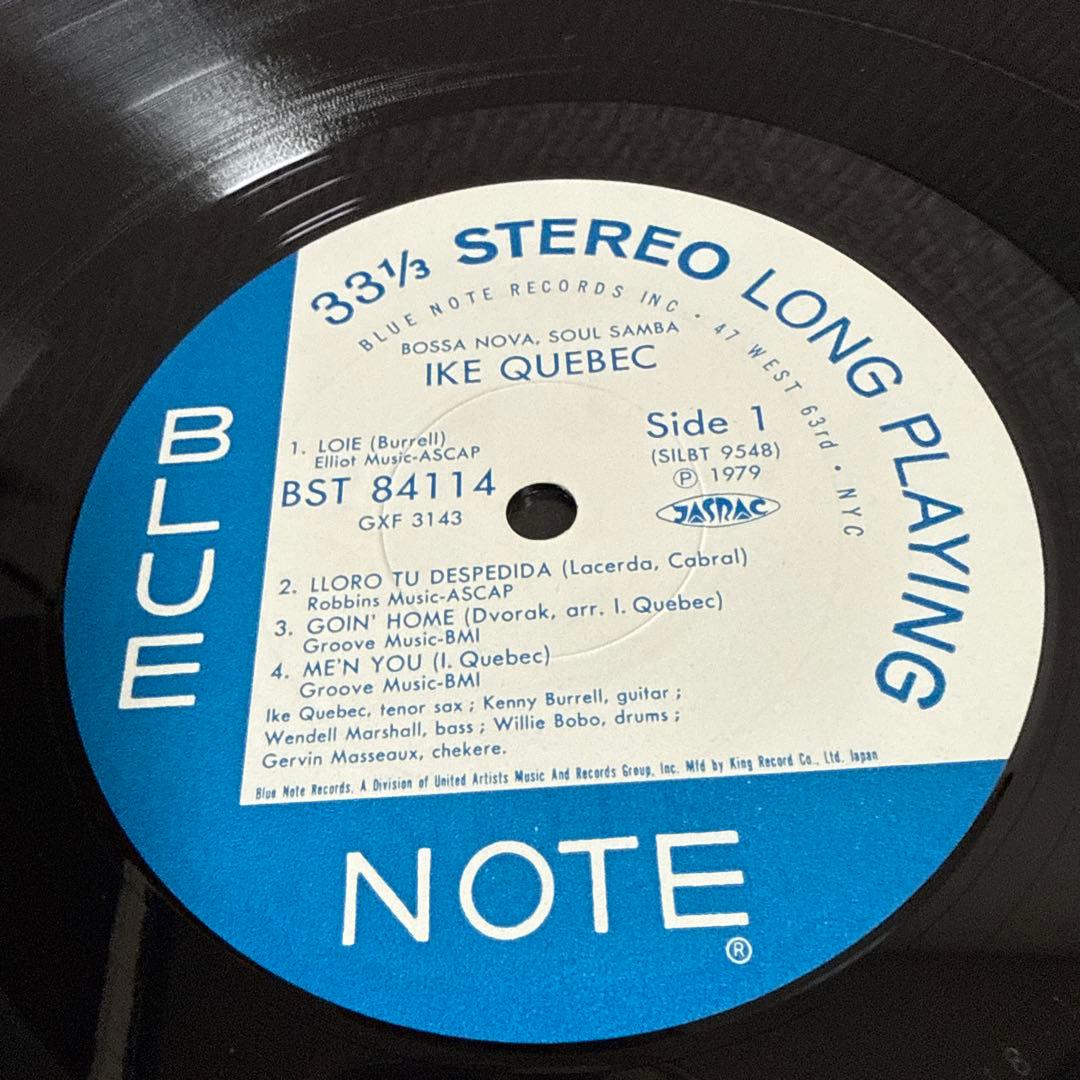 33⅓ STEREO LONG PLAYING
BLUE NOTE RECORDS INC · 47 WEST 63rd · NYC
BOSSA NOVA, SOUL SAMBA
IKE QUEBEC
1. LOIE (Burrell)
Elliot Music-ASCAP
Side 1
(SILBT 9548)
Ⓟ 1979
JASRAC
BST 84114
GXF 3143
2. LLORO TU DESPEDIDA (Lacerda, Cabral)
Robbins Music-ASCAP
3. GOIN' HOME (Dvorak, arr. I. Quebec)
Groove Music-BMI
4. ME'N YOU (I. Quebec)
Groove Music-BMI
Ike Quebec, tenor sax ; Kenny Burrell, guitar ;
Wendell Marshall, bass ; Willie Bobo, drums ;
Gervin Masseaux, chekere.
Blue Note Records, A Division of United Artists Music And Records Group, Inc. Mfd by King Record Co., Ltd. Japan
BLUE
NOTE
®